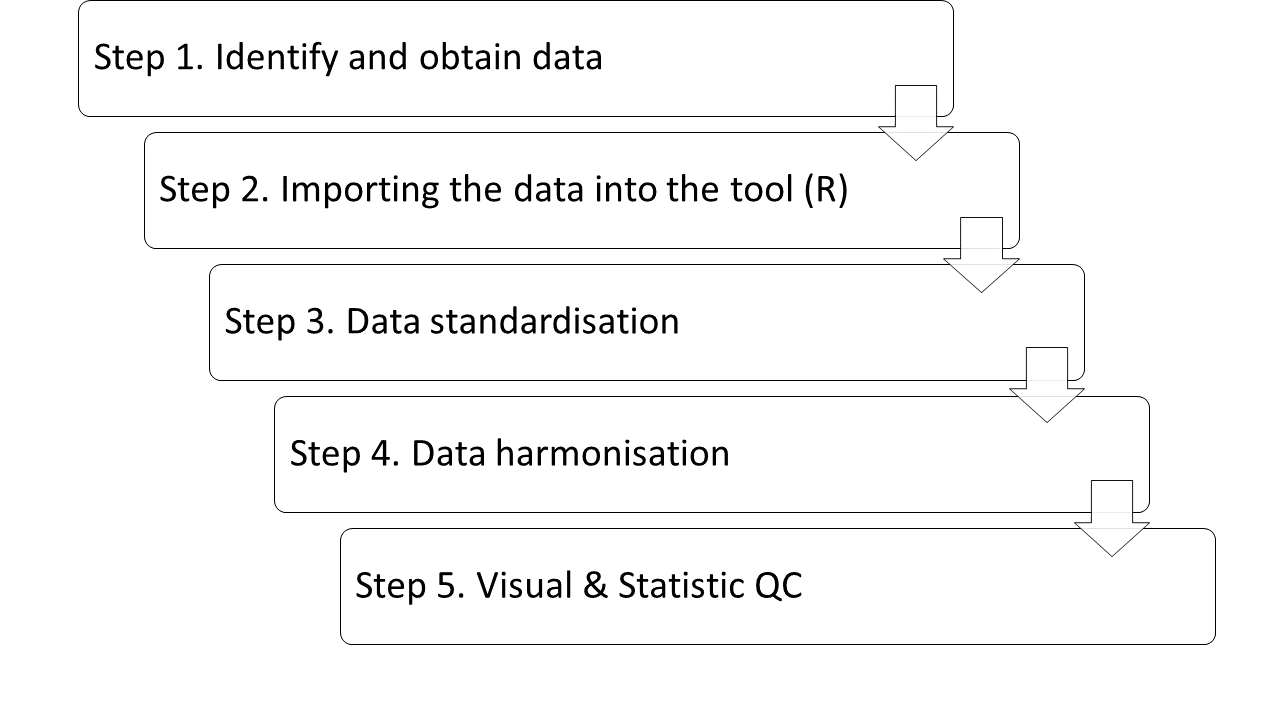 Step 1. Identify and obtain data
Step 2. Importing the data into the tool (R)
Step 3. Data standardisation
Step 4. Data harmonisation
Step 5. Visual & Statistic QC